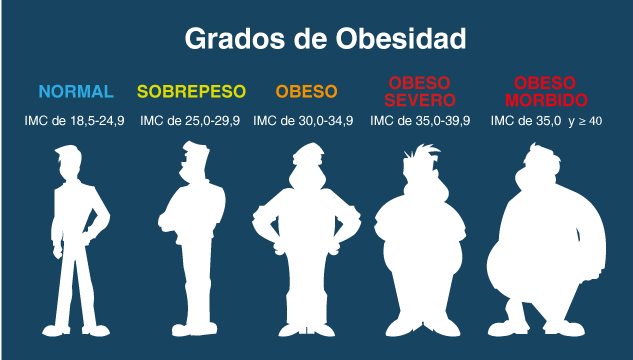 Grados de Obesidad
NORMAL
IMC de 18,5-24,9
SOBREPESO
IMC de 25,0-29,9
OBESO
IMC de 30,0-34,9
OBESO
SEVERO
IMC de 35,0-39,9
OBESO
MORBIDO
IMC de 35,0 y ≥ 40